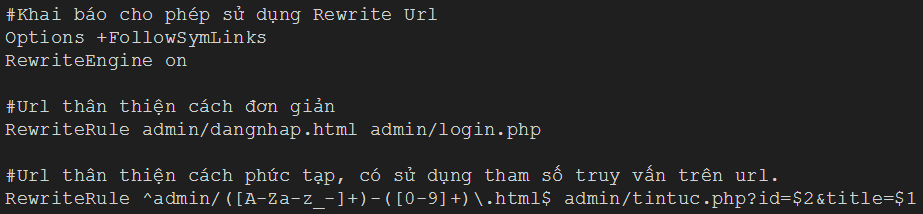 #Khai báo cho phép sử dụng Rewrite Url
Options +FollowSymLinks
RewriteEngine on
#Url thân thiện cách đơn giản
RewriteRule admin/dangnhap.html admin/login.php
#Url thân thiện cách phức tạp, có sử dụng tham số truy vấn trên url.
RewriteRule ^admin/([A-Za-z_-]+)-([0-9]+)\.html$ admin/tintuc.php?id=$2&title=$1